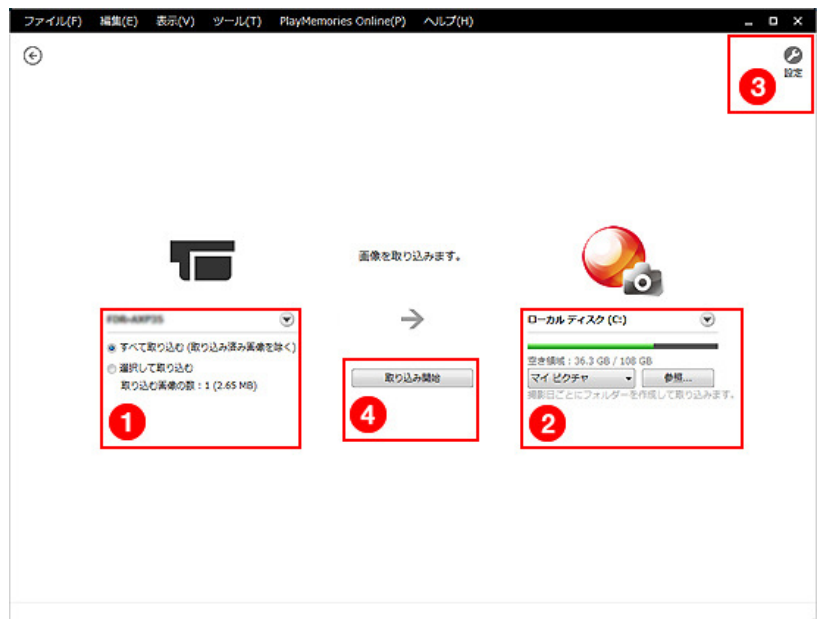 ファイル(F) 編集(E) 表示(V) ツール(T) PlayMemories Online(P) ヘルプ(H)
設定
3
画像を取り込みます。
FDR-AXP35
すべて取り込む (取り込み済み画像を除く)
選択して取り込む
取り込む画像の数 : 1 (2.65 MB)
1
取り込み開始
4
ローカル ディスク (C:)
空き領域 : 36.3 GB / 108 GB
マイ ピクチャ
参照...
撮影日ごとにフォルダーを作成して取り込みます。
2